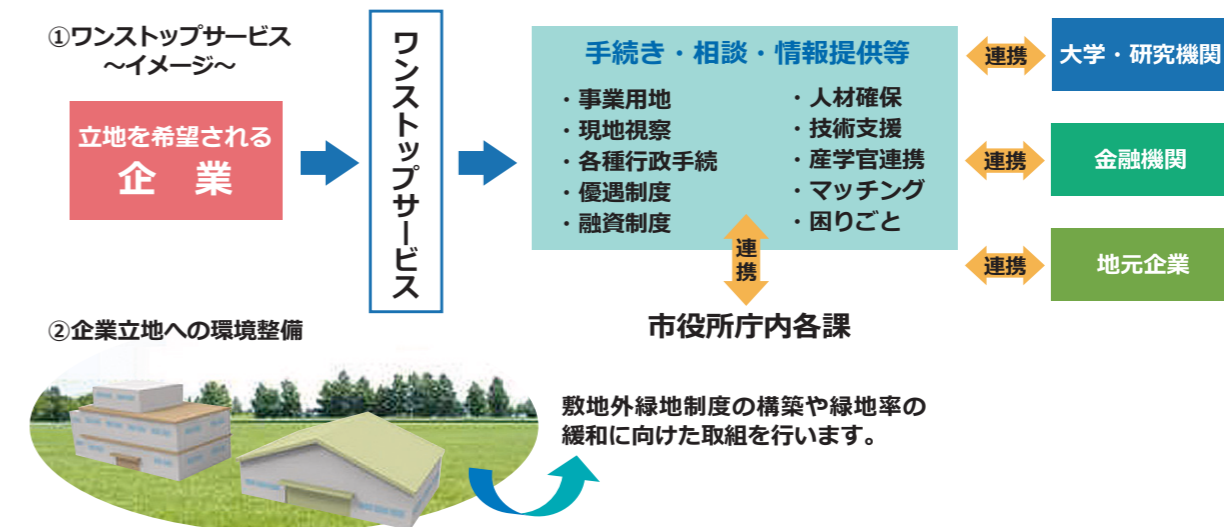 ①ワンストップサービス
～イメージ～
立地を希望される
企　業
ワンストップサービス
手続き・相談・情報提供等
・事業用地
・現地視察
・各種行政手続
・優遇制度
・融資制度
・人材確保
・技術支援
・産学官連携
・マッチング
・困りごと
連携
大学・研究機関
連携
金融機関
連携
地元企業
連携
市役所庁内各課
②企業立地への環境整備
敷地外緑地制度の構築や緑地率の
緩和に向けた取組を行います。